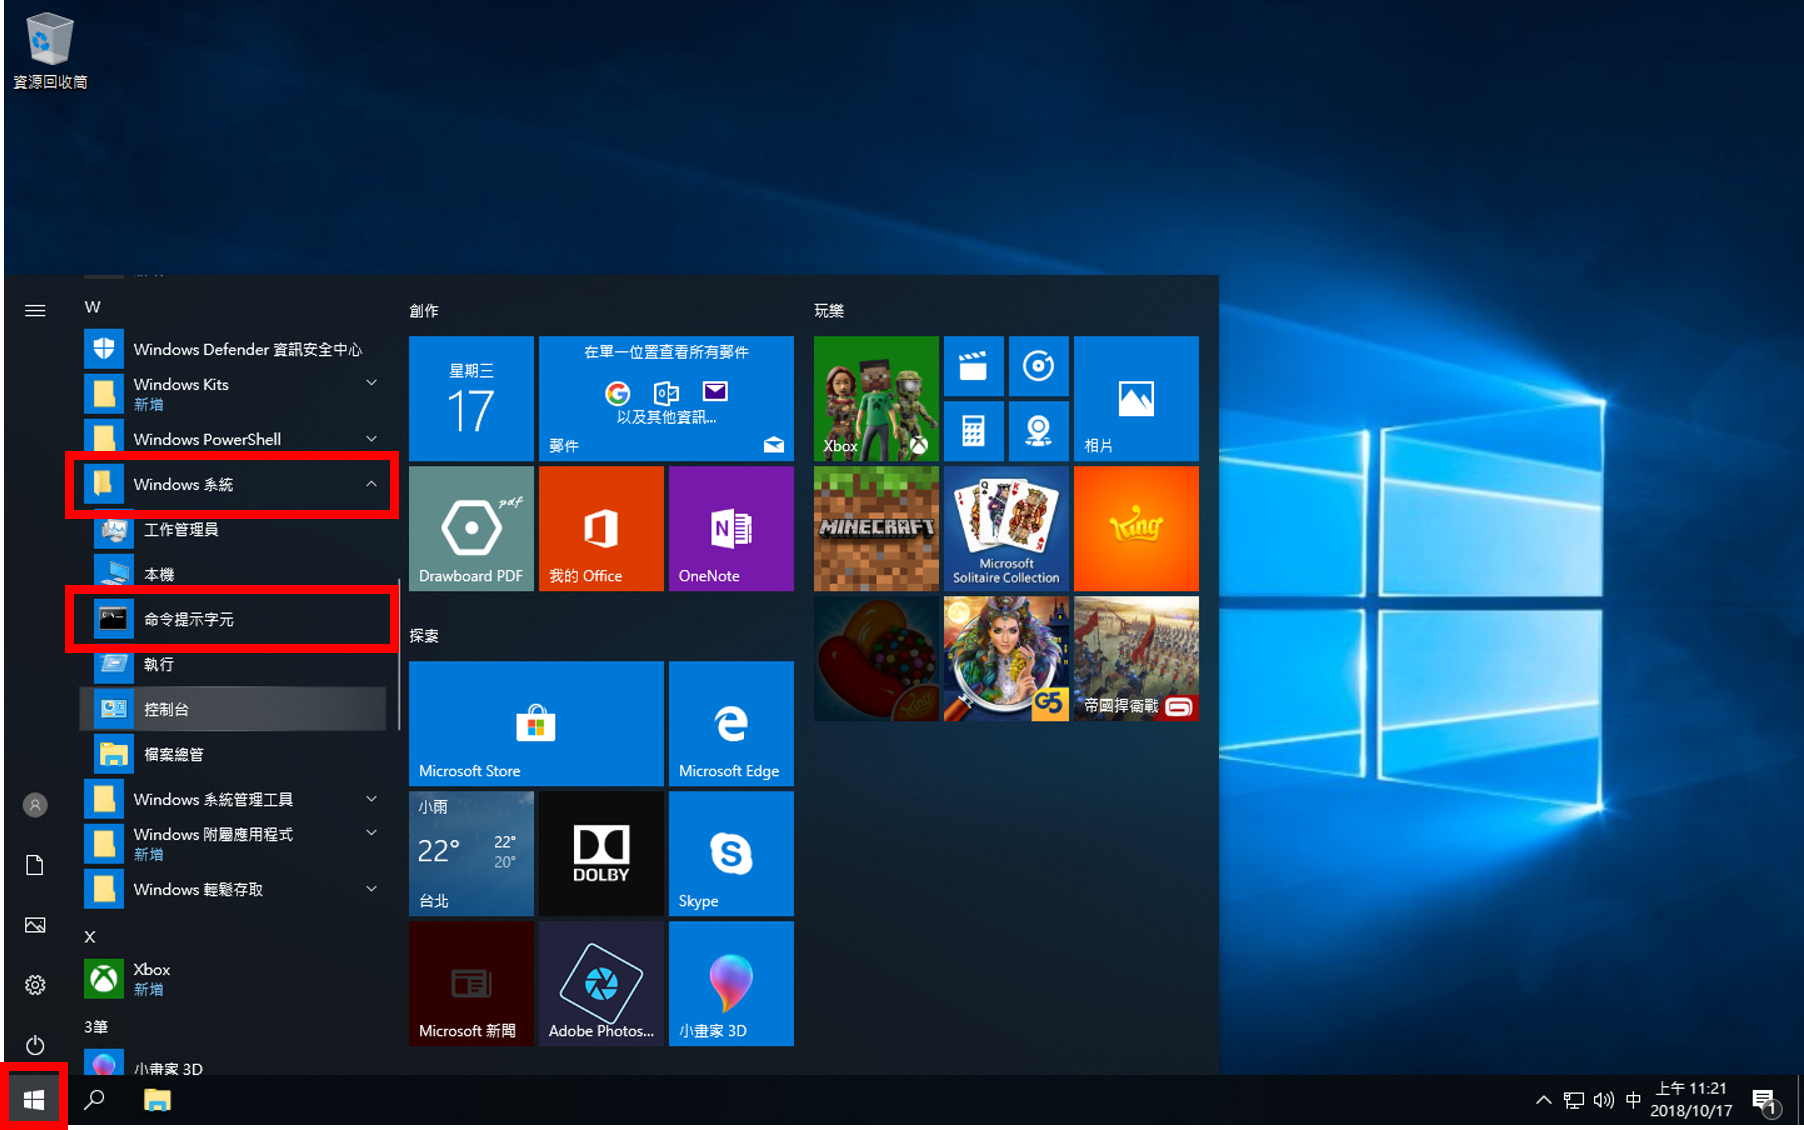 資源回收筒
W
Windows Defender 資訊安全中心
Windows Kits
新增
Windows PowerShell
Windows 系統
工作管理員
本機
命令提示字元
執行
控制台
檔案總管
Windows 系統管理工具
Windows 附屬應用程式
新增
Windows 輕鬆存取
X
Xbox
新增
3筆
小畫家 3D
創作
星期三
17
在單一位置查看所有郵件
以及其他資訊...
郵件
Drawboard PDF
pdf
我的 Office
OneNote
探索
Microsoft Store
Microsoft Edge
小雨
22°
22°
20°
台北
DOLBY
Skype
Microsoft 新聞
Adobe Photos...
小畫家 3D
玩樂
Xbox
相片
MINECRAFT
Microsoft
Solitaire Collection
King
King
G5
帝國捍衛戰
中
上午 11:21
2018/10/17
1